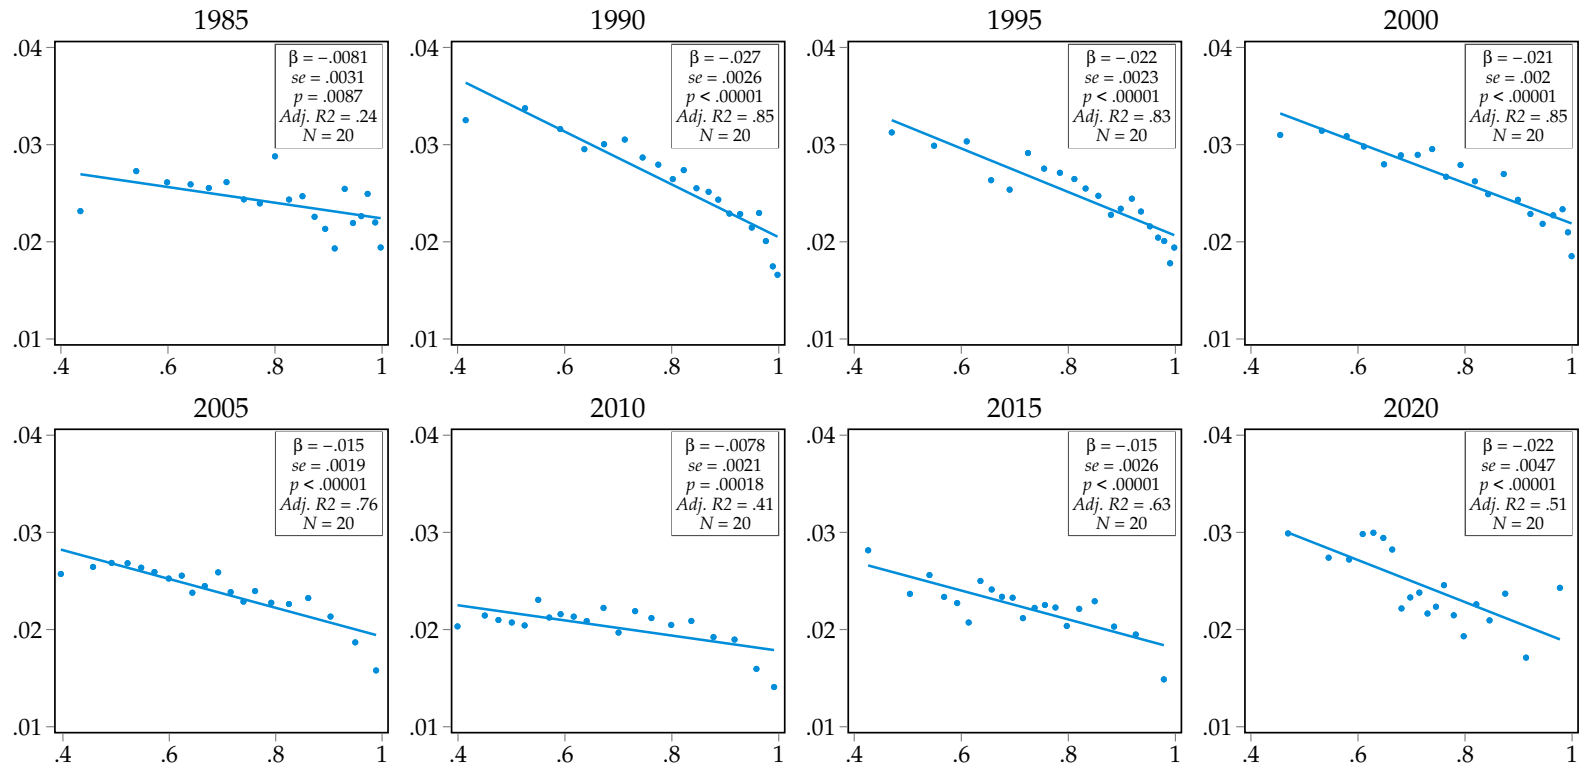 1985
1990
1995
2000
.04
.03
.02
.01
β = −.0081
se = .0031
p = .0087
Adj. R2 = .24
N = 20
.4 .6 .8 1
.04
.03
.02
.01
β = −.027
se = .0026
p < .00001
Adj. R2 = .85
N = 20
.4 .6 .8 1
.04
.03
.02
.01
β = −.022
se = .0023
p < .00001
Adj. R2 = .83
N = 20
.4 .6 .8 1
.04
.03
.02
.01
β = −.021
se = .002
p < .00001
Adj. R2 = .85
N = 20
.4 .6 .8 1
2005
2010
2015
2020
.04
.03
.02
.01
β = −.015
se = .0019
p < .00001
Adj. R2 = .76
N = 20
.4 .6 .8 1
.04
.03
.02
.01
β = −.0078
se = .0021
p = .00018
Adj. R2 = .41
N = 20
.4 .6 .8 1
.04
.03
.02
.01
β = −.015
se = .0026
p < .00001
Adj. R2 = .63
N = 20
.4 .6 .8 1
.04
.03
.02
.01
β = −.022
se = .0047
p < .00001
Adj. R2 = .51
N = 20
.4 .6 .8 1